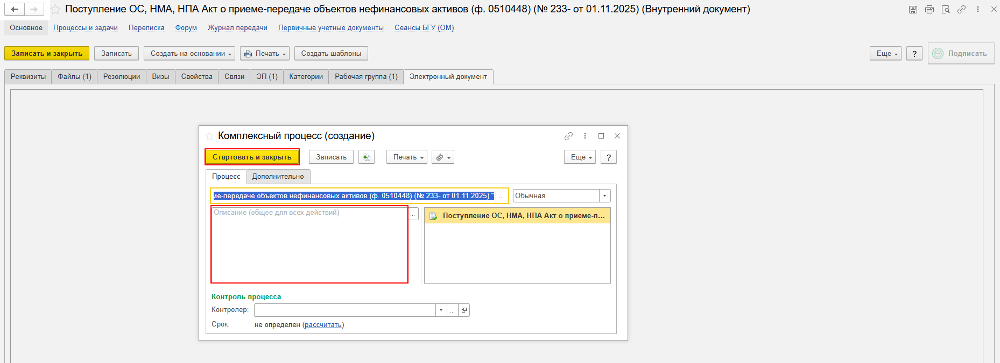 Поступление ОС, НМА, НПА Акт о приеме-передаче объектов нефинансовых активов (ф. 0510448) (№ 233- от 01.11.2025) (Внутренний документ)
Основное Процессы и задачи Переписка Форум Журнал передачи Первичные учетные документы Сеансы БГУ (ОМ)
Записать и закрыть Записать Создать на основании Печать Создать шаблоны Еще ? Подписать
Реквизиты Файлы (1) Резолюции Визы Свойства Связи ЭП (1) Категории Рабочая группа (1) Электронный документ
Комплексный процесс (создание)
Стартовать и закрыть Записать Печать Еще ?
Процесс Дополнительно
ме-передаче объектов нефинансовых активов (ф. 0510448) (№ 233- от 01.11.2025) " ... Обычная
Описание (общее для всех действий) ... Поступление ОС, НМА, НПА Акт о приеме-п...
Контроль процесса
Контролер: ...
Срок: не определен (рассчитать)